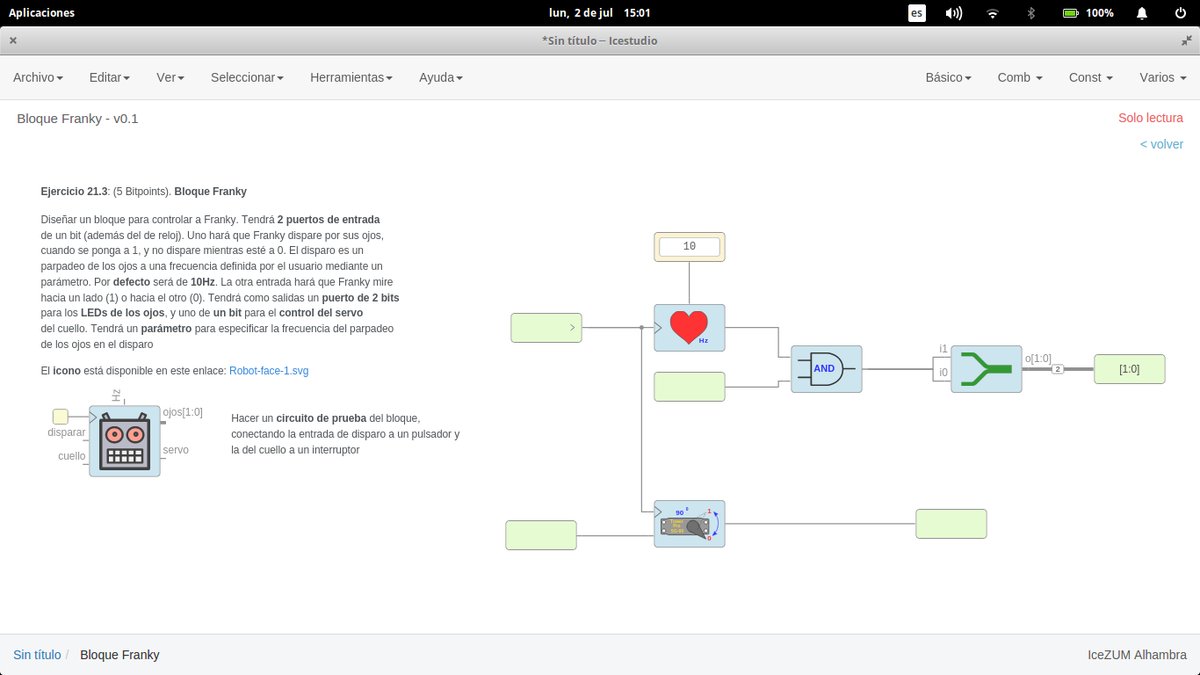 Aplicaciones
lun, 2 de jul 15:01
es
100%
*Sin título – Icestudio
Archivo Editar Ver Seleccionar Herramientas Ayuda
Básico Comb Const Varios
Bloque Franky - v0.1
Solo lectura
< volver
Ejercicio 21.3: (5 Bitpoints). Bloque Franky
Diseñar un bloque para controlar a Franky. Tendrá 2 puertos de entrada
de un bit (además del de reloj). Uno hará que Franky dispare por sus ojos,
cuando se ponga a 1, y no dispare mientras esté a 0. El disparo es un
parpadeo de los ojos a una frecuencia definida por el usuario mediante un
parámetro. Por defecto será de 10Hz. La otra entrada hará que Franky mire
hacia un lado (1) o hacia el otro (0). Tendrá como salidas un puerto de 2 bits
para los LEDs de los ojos, y uno de un bit para el control del servo
del cuello. Tendrá un parámetro para especificar la frecuencia del parpadeo
de los ojos en el disparo
El icono está disponible en este enlace: Robot-face-1.svg
Hz
ojos[1:0]
disparar
cuello
servo
Hacer un circuito de prueba del bloque,
conectando la entrada de disparo a un pulsador y
la del cuello a un interruptor
10
Hz
AND
i1
i0
o[1:0]
2
[1:0]
90 º
1
0
Sin título / Bloque Franky
IceZUM Alhambra